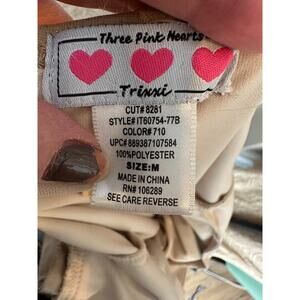 Three Pink Hearts
Trixxi
CUT# 8281
STYLE# IT60754-77B
COLOR# 710
UPC# 889387107584
100%POLYESTER
SIZE:M
MADE IN CHINA
RN# 106289
SEE CARE REVERSE